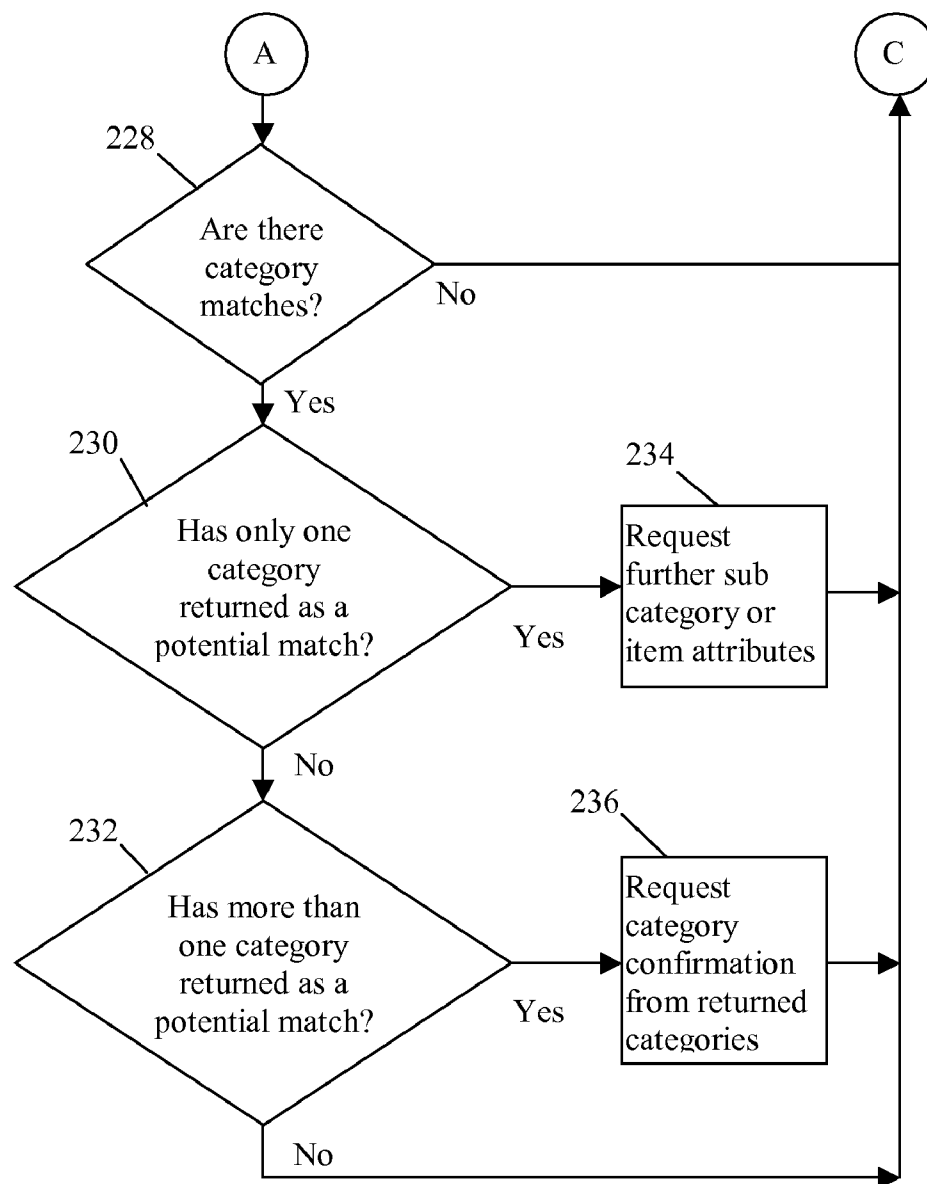 A
C
228
Are there
category
matches?
No
Yes
230
Has only one
category
returned as a
potential match?
Yes
234
Request
further sub
category or
item attributes
No
232
Has more than
one category
returned as a
potential match?
Yes
236
Request
category
confirmation
from returned
categories
No